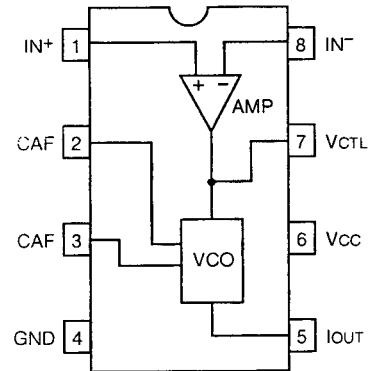 IN+ 1 8 IN−
+ −
AMP
CAF 2 7 VCTL
CAF 3 6 VCC
VCO
GND 4 5 IOUT